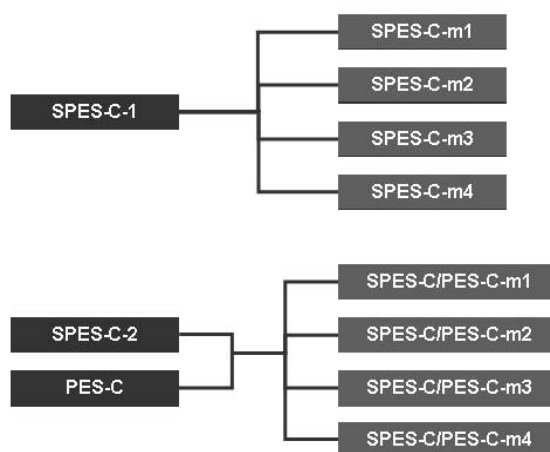 SPES-C-1
SPES-C-m1
SPES-C-m2
SPES-C-m3
SPES-C-m4
SPES-C-2
PES-C
SPES-C/PES-C-m1
SPES-C/PES-C-m2
SPES-C/PES-C-m3
SPES-C/PES-C-m4